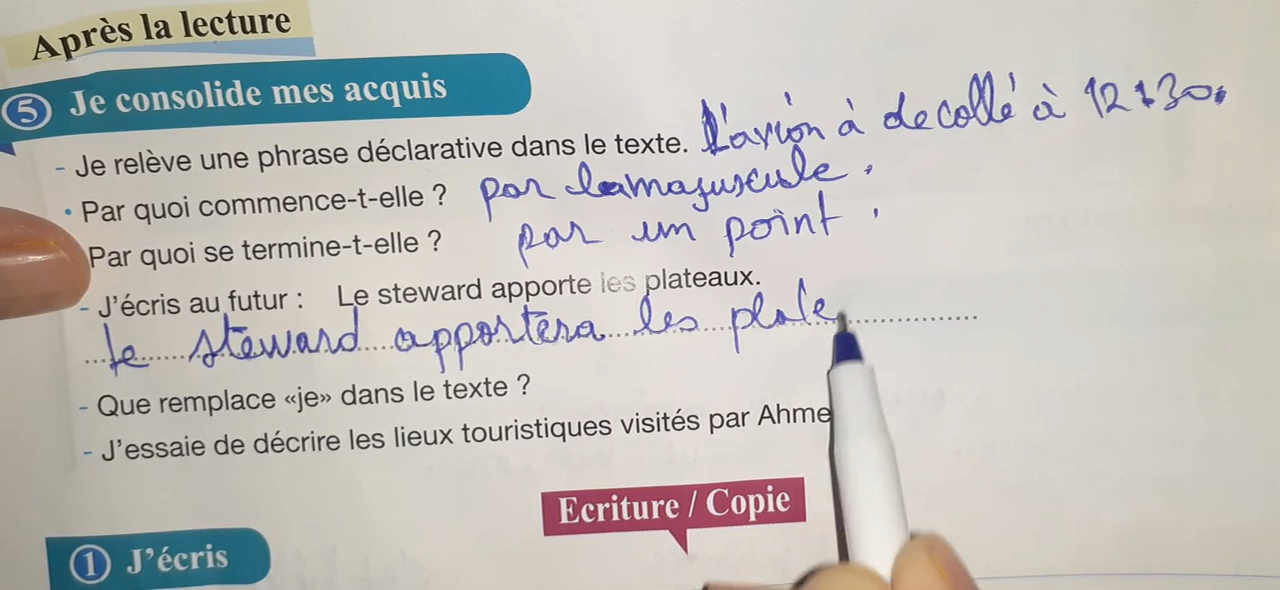 Après la lecture
5 Je consolide mes acquis
- Je relève une phrase déclarative dans le texte. L'avion à decollé à 12h30.
• Par quoi commence-t-elle ? par la majuscule.
Par quoi se termine-t-elle ? par un point.
- J'écris au futur : Le steward apporte les plateaux.
le steward apportera les plate
- Que remplace «je» dans le texte ?
- J'essaie de décrire les lieux touristiques visités par Ahme
Ecriture / Copie
1 J'écris